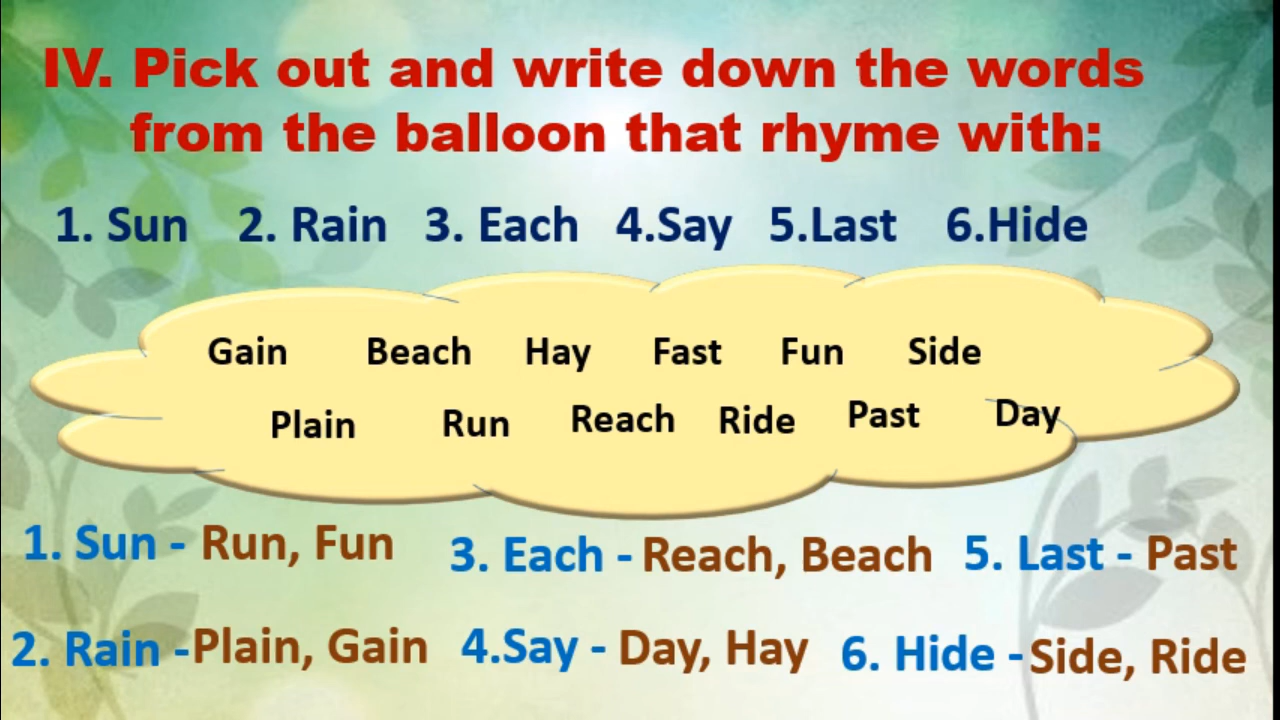 IV. Pick out and write down the words
from the balloon that rhyme with:
1. Sun 2. Rain 3. Each 4.Say 5.Last 6.Hide
Gain Beach Hay Fast Fun Side
Plain Run Reach Ride Past Day
1. Sun - Run, Fun 3. Each - Reach, Beach 5. Last - Past
2. Rain -Plain, Gain 4.Say - Day, Hay 6. Hide -Side, Ride